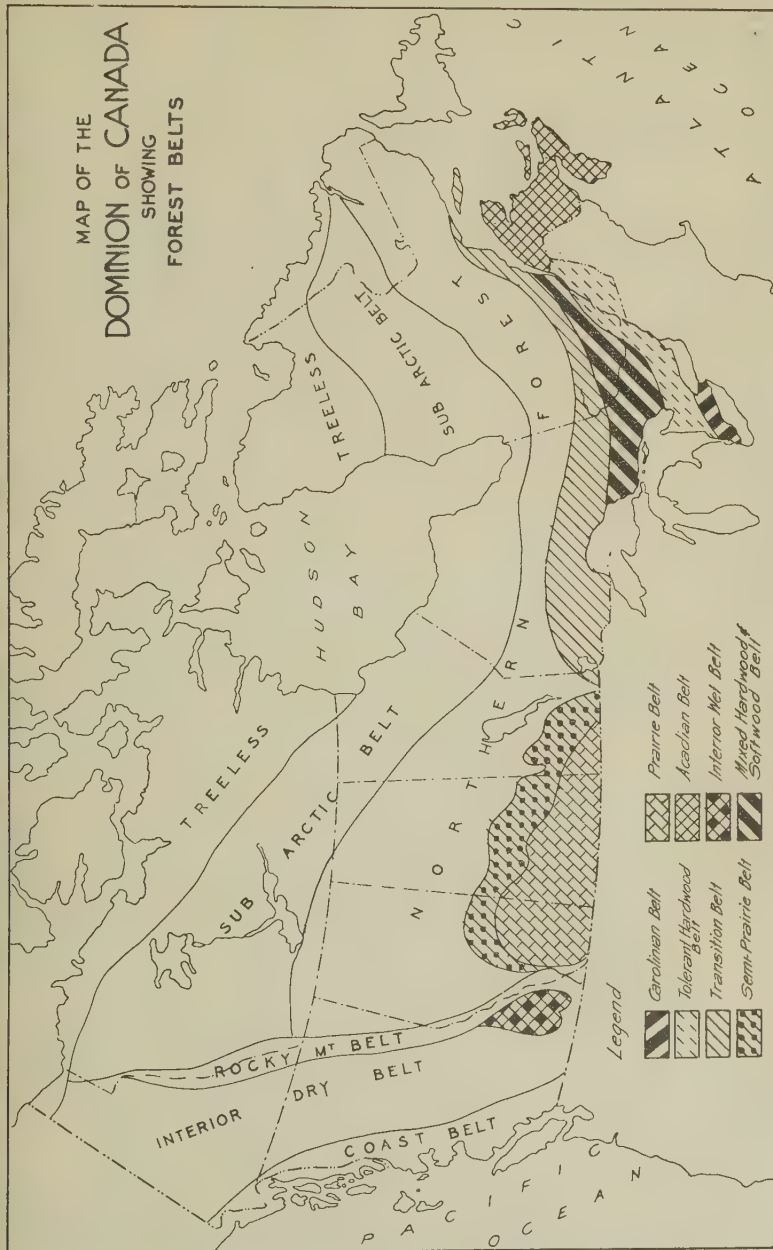 MAP OF THE
DOMINION OF CANADA
SHOWING
FOREST BELTS
TREELESS
SUB ARCTIC BELT
HUDSON
BAY
TREELESS
SUB ARCTIC BELT
NORTHERN FOREST
ROCKY MT BELT
INTERIOR DRY BELT
COAST BELT
PACIFIC
OCEAN
ATLANTIC
OCEAN
Legend
Carolinian Belt
Tolerant Hardwood
Belt
Transition Belt
Semi-Prairie Belt
Prairie Belt
Acadian Belt
Interior Wet Belt
Mixed Hardwood &
Softwood Belt